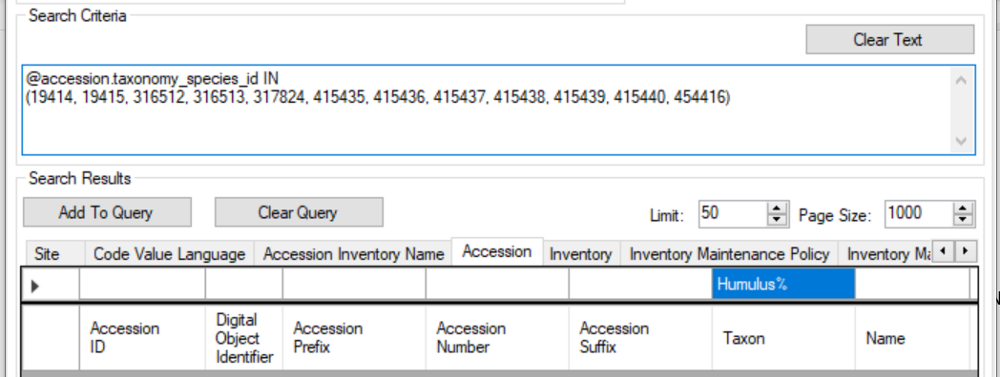 Search Criteria
Clear Text
@accession.taxonomy_species_id IN
(19414, 19415, 316512, 316513, 317824, 415435, 415436, 415437, 415438, 415439, 415440, 454416)
Search Results
Add To Query
Clear Query
Limit: 50
Page Size: 1000
Site
Code Value Language
Accession Inventory Name
Accession
Inventory
Inventory Maintenance Policy
Inventory
Humulus%
Accession
ID
Digital
Object
Identifier
Accession
Prefix
Accession
Number
Accession
Suffix
Taxon
Name